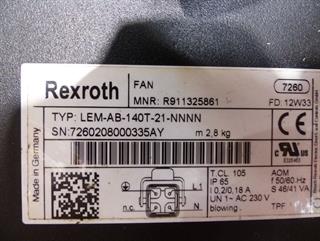 Rexroth
FAN
MNR: R911325861
7260
FD: 12W33
TYP: LEM-AB-140T-21-NNNN
SN:7260208000335AY
m 2,8 kg
Made in Germany
L1
n.c.
N
T.CL 105
IP 65
I 0,2/0,18 A
UN 1~ AC 230 V
blowing
AOM
f 50/60 Hz
S 46/41 VA
TPF